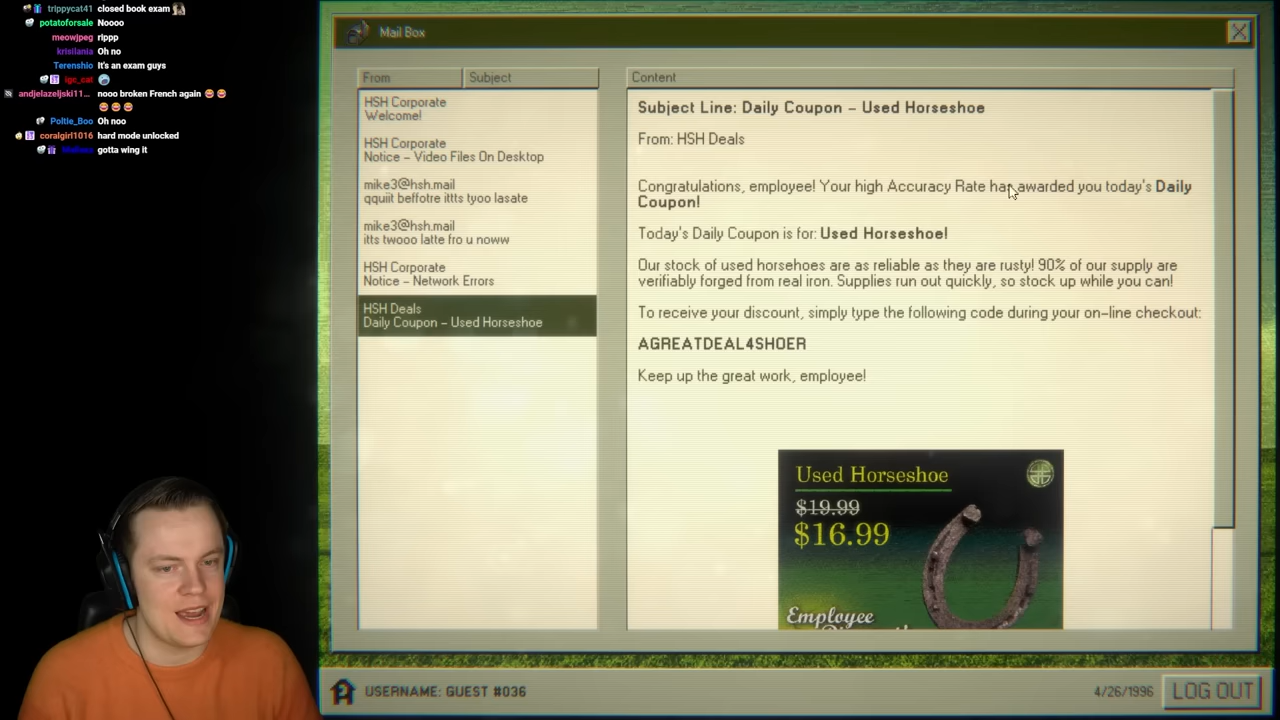 trippycat41 closed book exam
potatoforsale Noooo
meowjpeg rippp
krisilania Oh no
Terenshio It's an exam guys
igc_cat
andjelazeljski11... nooo broken French again
Poltie_Boo Oh noo
coralgirl1016 hard mode unlocked
gotta wing it
Mail Box
From Subject
HSH Corporate
Welcome!
HSH Corporate
Notice – Video Files On Desktop
mike3@hsh.mail
qquiit beffotre ittts tyoo lasate
mike3@hsh.mail
itts twooo latte fro u noww
HSH Corporate
Notice – Network Errors
HSH Deals
Daily Coupon – Used Horseshoe
Content
Subject Line: Daily Coupon – Used Horseshoe
From: HSH Deals
Congratulations, employee! Your high Accuracy Rate has awarded you today's Daily
Coupon!
Today's Daily Coupon is for: Used Horseshoe!
Our stock of used horsehoes are as reliable as they are rusty! 90% of our supply are
verifiably forged from real iron. Supplies run out quickly, so stock up while you can!
To receive your discount, simply type the following code during your on-line checkout:
AGREATDEAL4SHOER
Keep up the great work, employee!
Used Horseshoe
$19.99
$16.99
Employee
USERNAME: GUEST #036
4/26/1996
LOG OUT